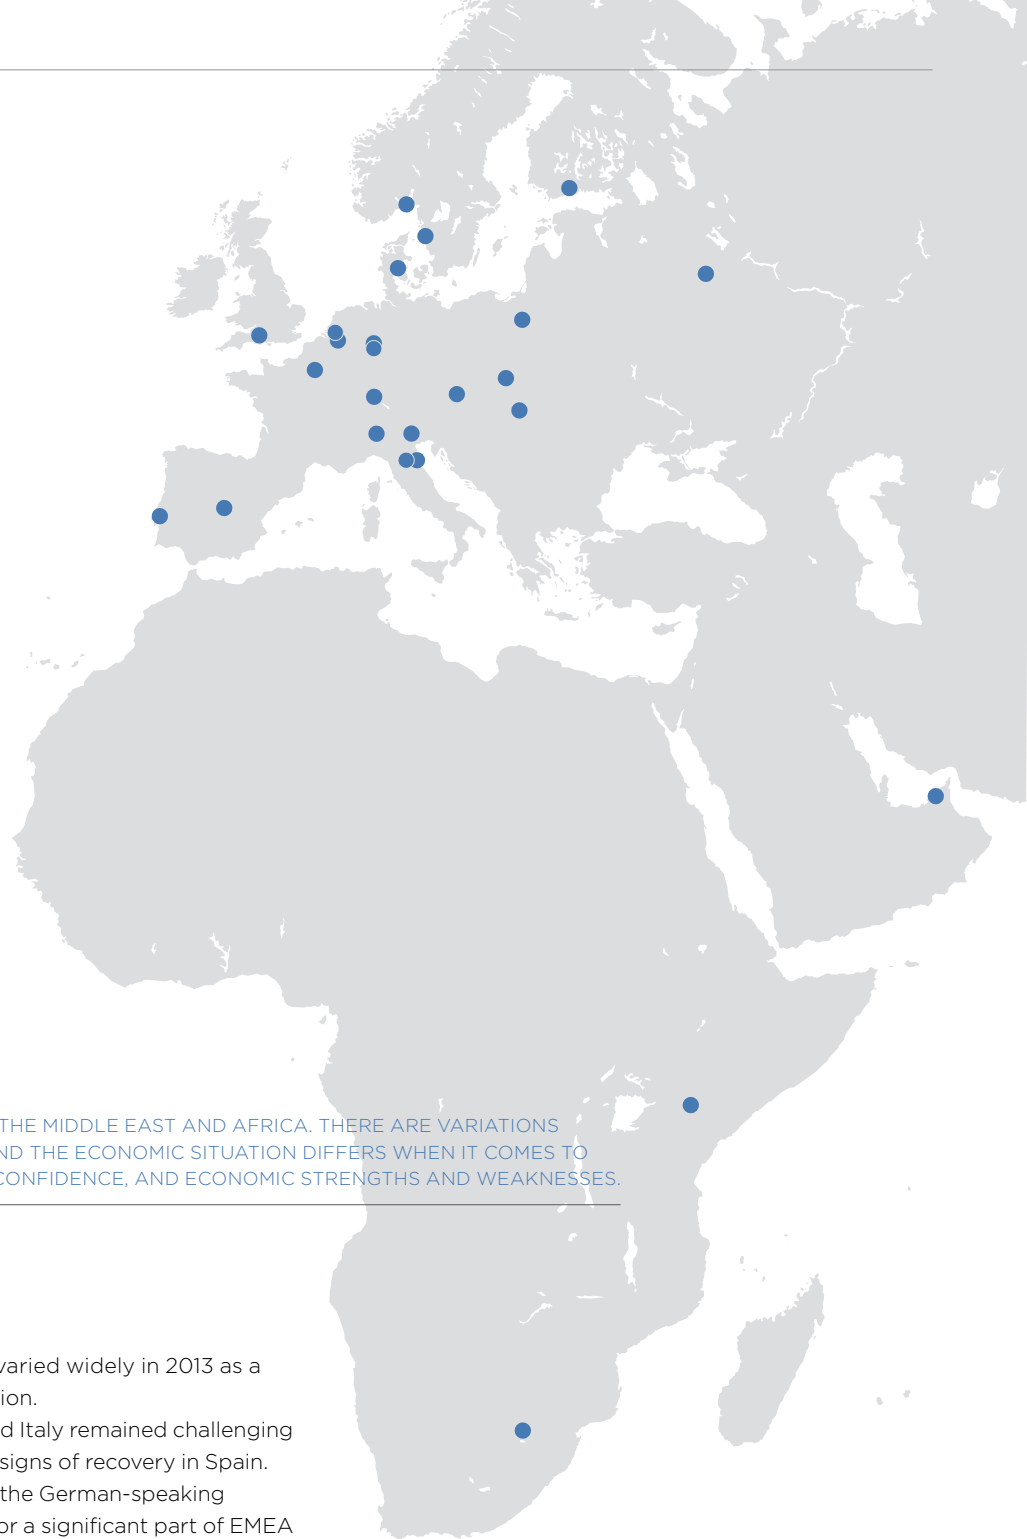 THE MIDDLE EAST AND AFRICA. THERE ARE VARIATIONS
ND THE ECONOMIC SITUATION DIFFERS WHEN IT COMES TO
CONFIDENCE, AND ECONOMIC STRENGTHS AND WEAKNESSES.
varied widely in 2013 as a
ion.
d Italy remained challenging
signs of recovery in Spain.
the German-speaking
or a significant part of EMEA